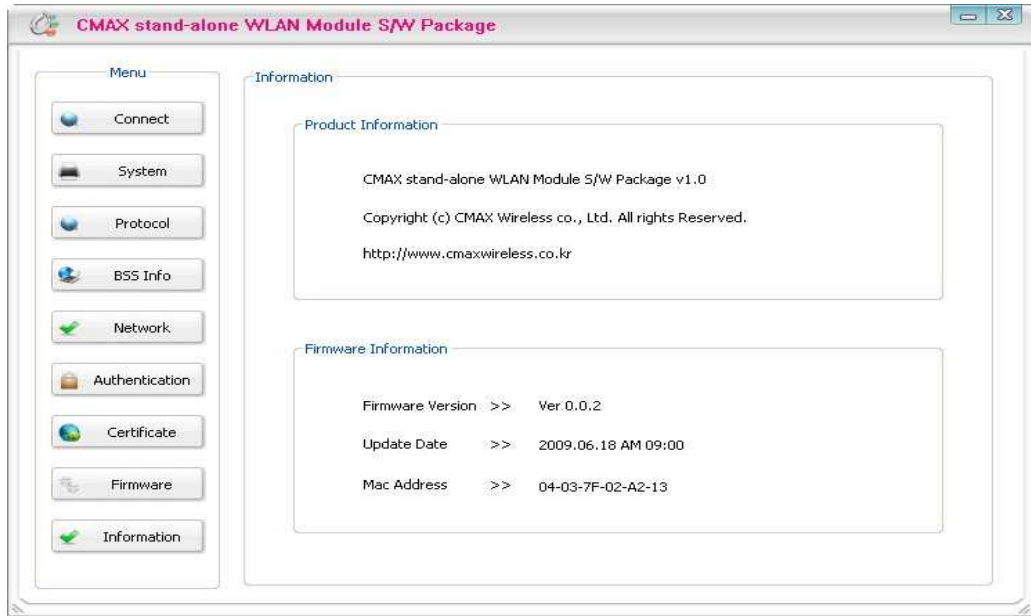 CMAX stand-alone WLAN Module S/W Package
Menu
Connect
System
Protocol
BSS Info
Network
Authentication
Certificate
Firmware
Information
Information
Product Information
CMAX stand-alone WLAN Module S/W Package v1.0
Copyright (c) CMAX Wireless co., Ltd. All rights Reserved.
http://www.cmaxwireless.co.kr
Firmware Information
Firmware Version >> Ver 0.0.2
Update Date >> 2009.06.18 AM 09:00
Mac Address >> 04-03-7F-02-A2-13